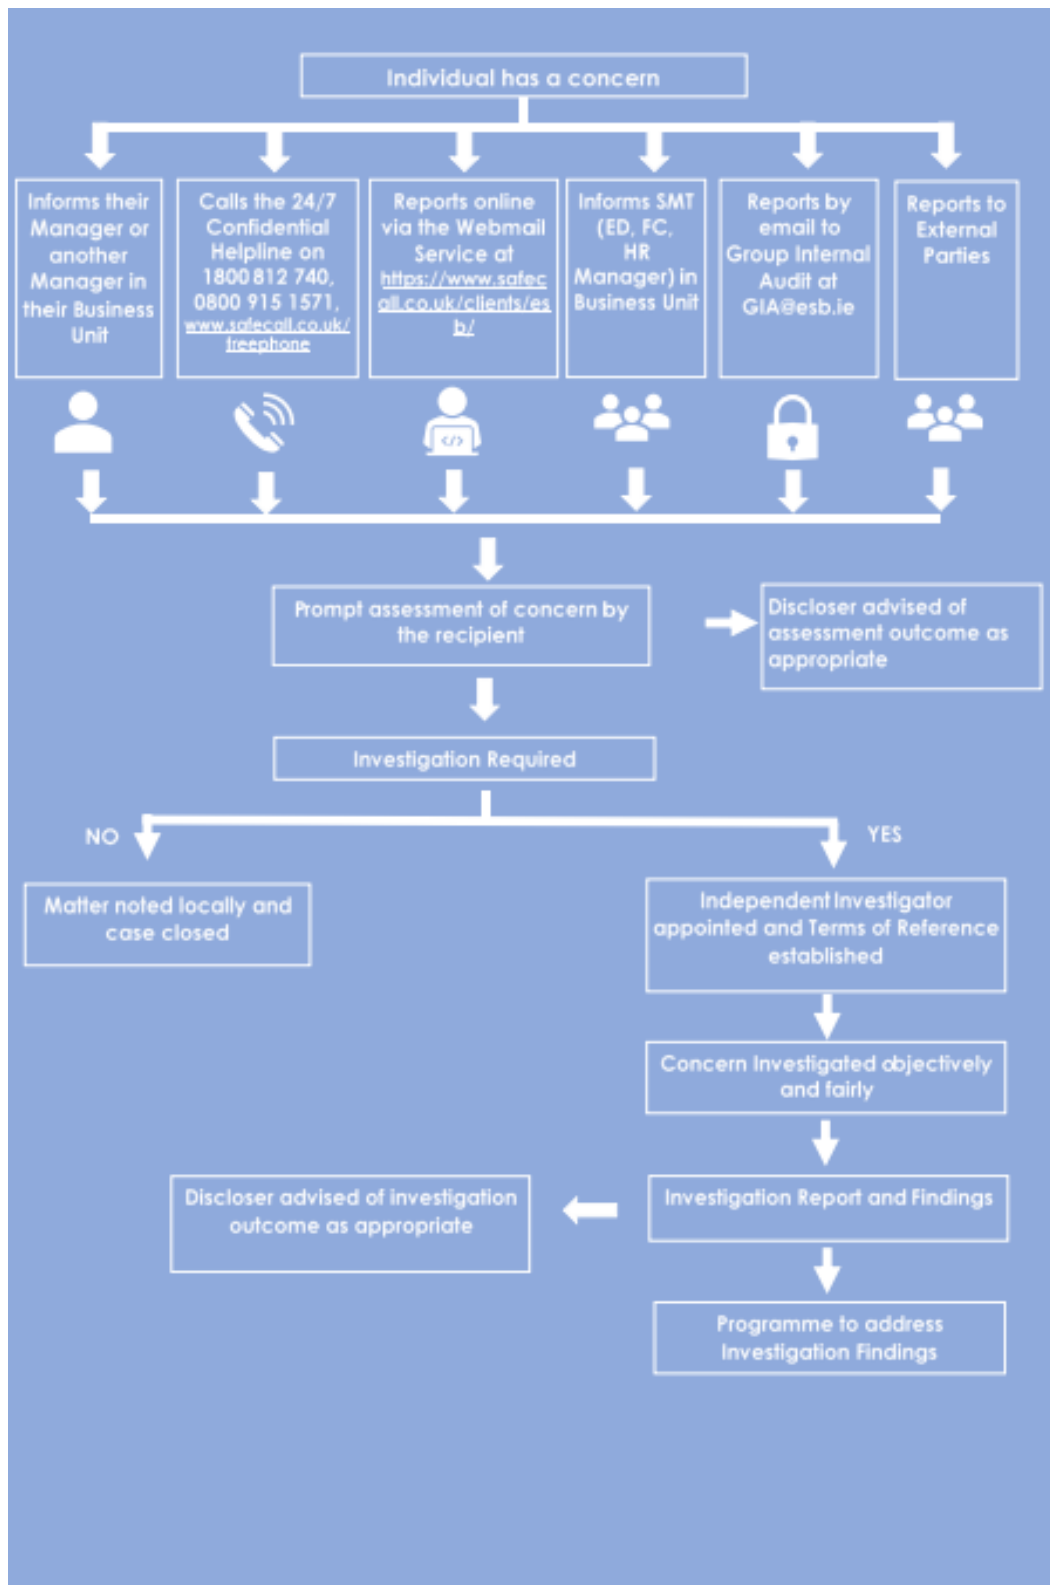 Individual has a concern
Informs their
Manager or
another
Manager in
their Business
Unit
Calls the 24/7
Confidential
Helpline on
1800 812 740,
0800 915 1571,
www.safecall.co.uk/
freephone
Reports online
via the Webmail
Service at
https://www.safec
all.co.uk/clients/es
b/
Informs SMT
(ED, FC,
HR
Manager) in
Business Unit
Reports by
email to
Group Internal
Audit at
GIA@esb.ie
Reports to
External
Parties
</>
Prompt assessment of concern by
the recipient
Discloser advised of
assessment outcome as
appropriate
Investigation Required
NO
YES
Matter noted locally and
case closed
Independent Investigator
appointed and Terms of Reference
established
Concern Investigated objectively
and fairly
Discloser advised of investigation
outcome as appropriate
Investigation Report and Findings
Programme to address
Investigation Findings